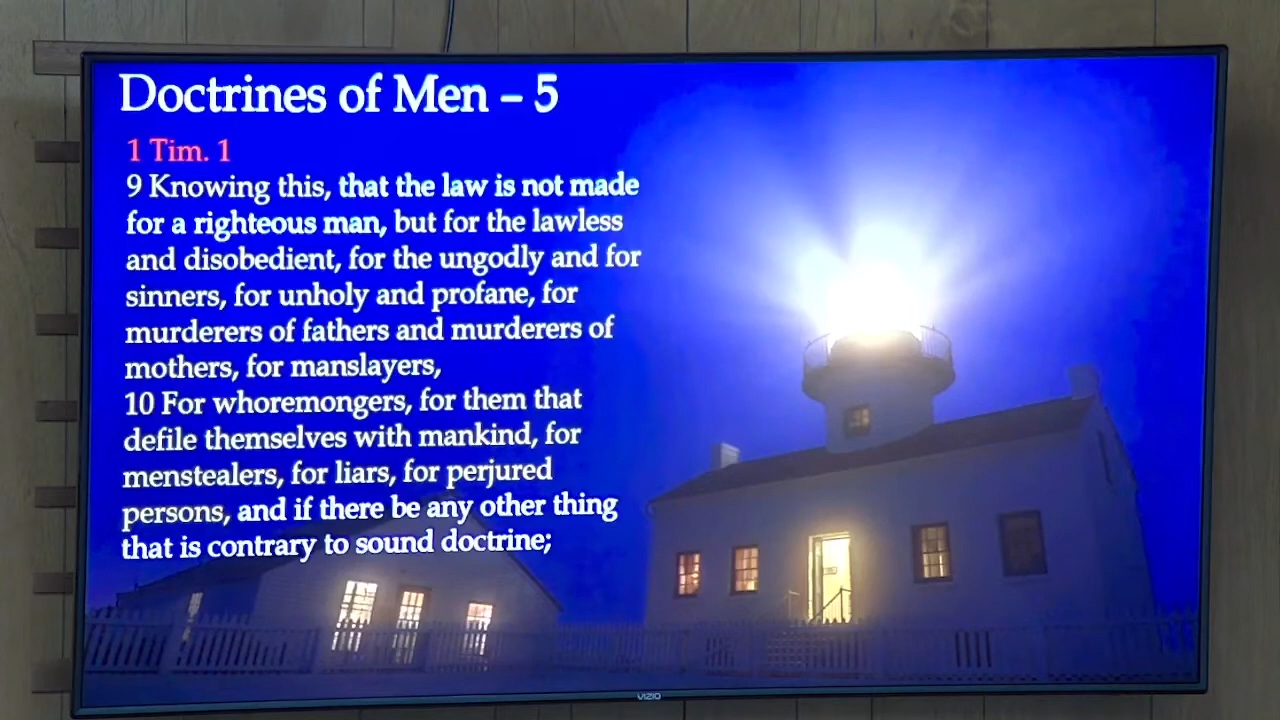 Doctrines of Men – 5
1 Tim. 1
9 Knowing this, that the law is not made
for a righteous man, but for the lawless
and disobedient, for the ungodly and for
sinners, for unholy and profane, for
murderers of fathers and murderers of
mothers, for manslayers,
10 For whoremongers, for them that
defile themselves with mankind, for
menstealers, for liars, for perjured
persons, and if there be any other thing
that is contrary to sound doctrine;
VIZIO